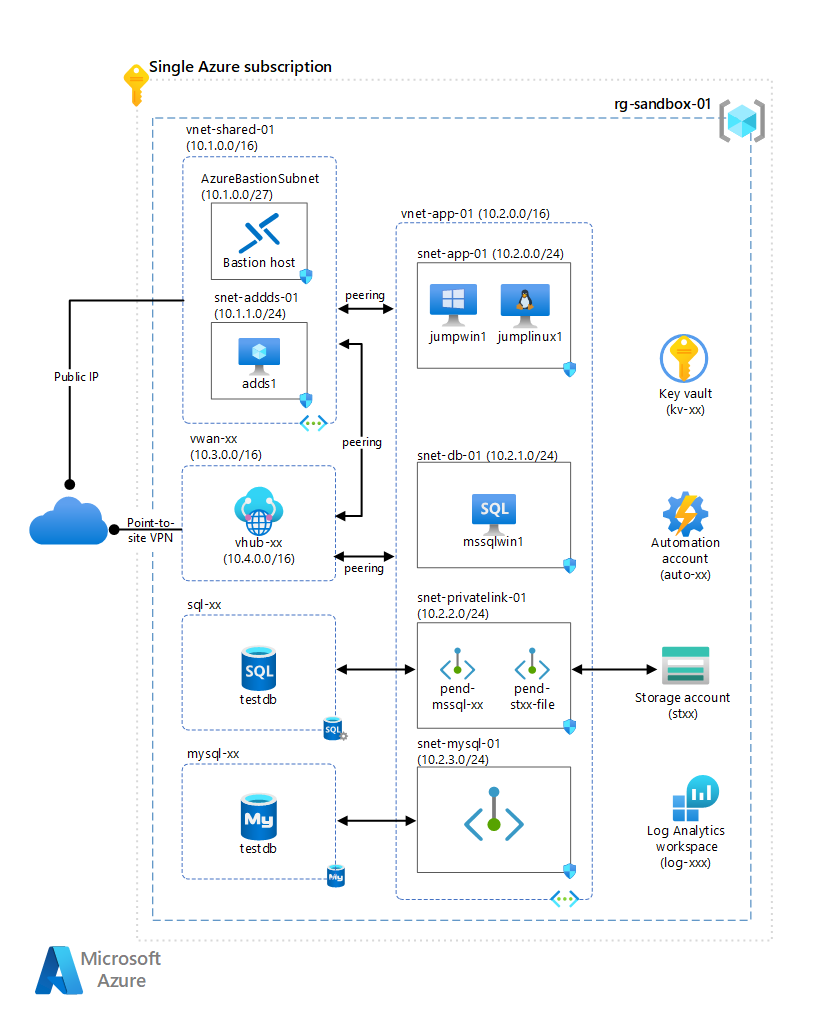 Single Azure subscription
rg-sandbox-01
vnet-shared-01
(10.1.0.0/16)
AzureBastionSubnet
(10.1.0.0/27)
Bastion host
snet-addds-01
(10.1.1.0/24)
adds1
Public IP
peering
vnet-app-01 (10.2.0.0/16)
snet-app-01 (10.2.0.0/24)
jumpwin1
jumplinux1
Key vault
(kv-xx)
peering
vwan-xx
(10.3.0.0/16)
vhub-xx
(10.4.0.0/16)
Point-to-
site VPN
peering
snet-db-01 (10.2.1.0/24)
SQL
mssqlwin1
Automation
account
(auto-xx)
sql-xx
SQL
testdb
SQL
snet-privatelink-01
(10.2.2.0/24)
pend-
mssql-xx
pend-
stxx-file
Storage account
(stxx)
mysql-xx
My
testdb
My
snet-mysql-01
(10.2.3.0/24)
Log Analytics
workspace
(log-xxx)
Microsoft
Azure